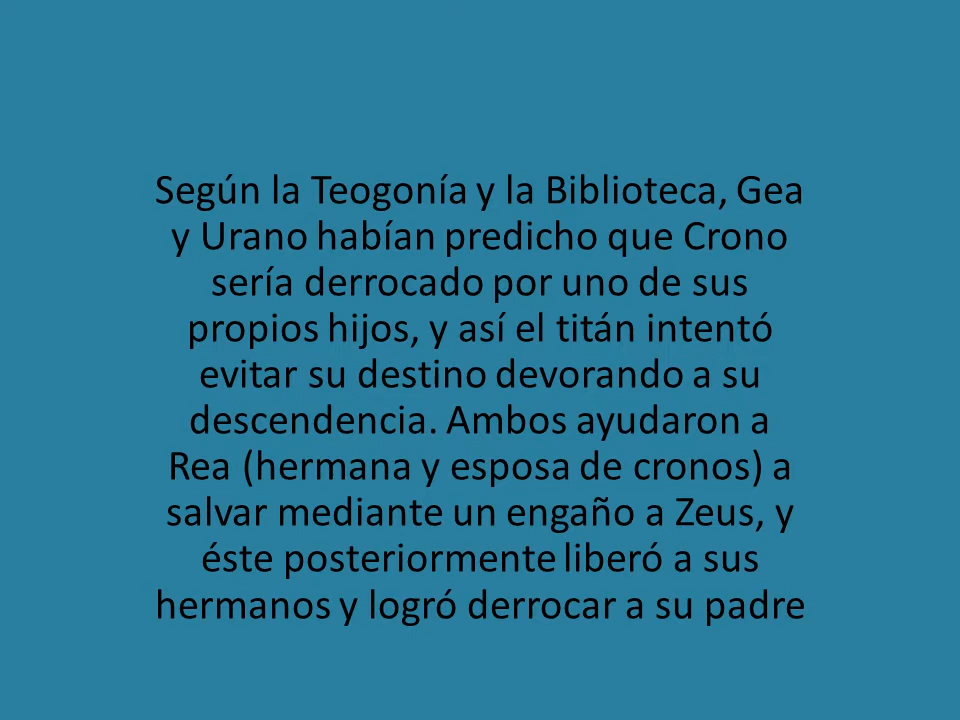 Según la Teogonía y la Biblioteca, Gea
y Urano habían predicho que Crono
sería derrocado por uno de sus
propios hijos, y así el titán intentó
evitar su destino devorando a su
descendencia. Ambos ayudaron a
Rea (hermana y esposa de cronos) a
salvar mediante un engaño a Zeus, y
éste posteriormente liberó a sus
hermanos y logró derrocar a su padre